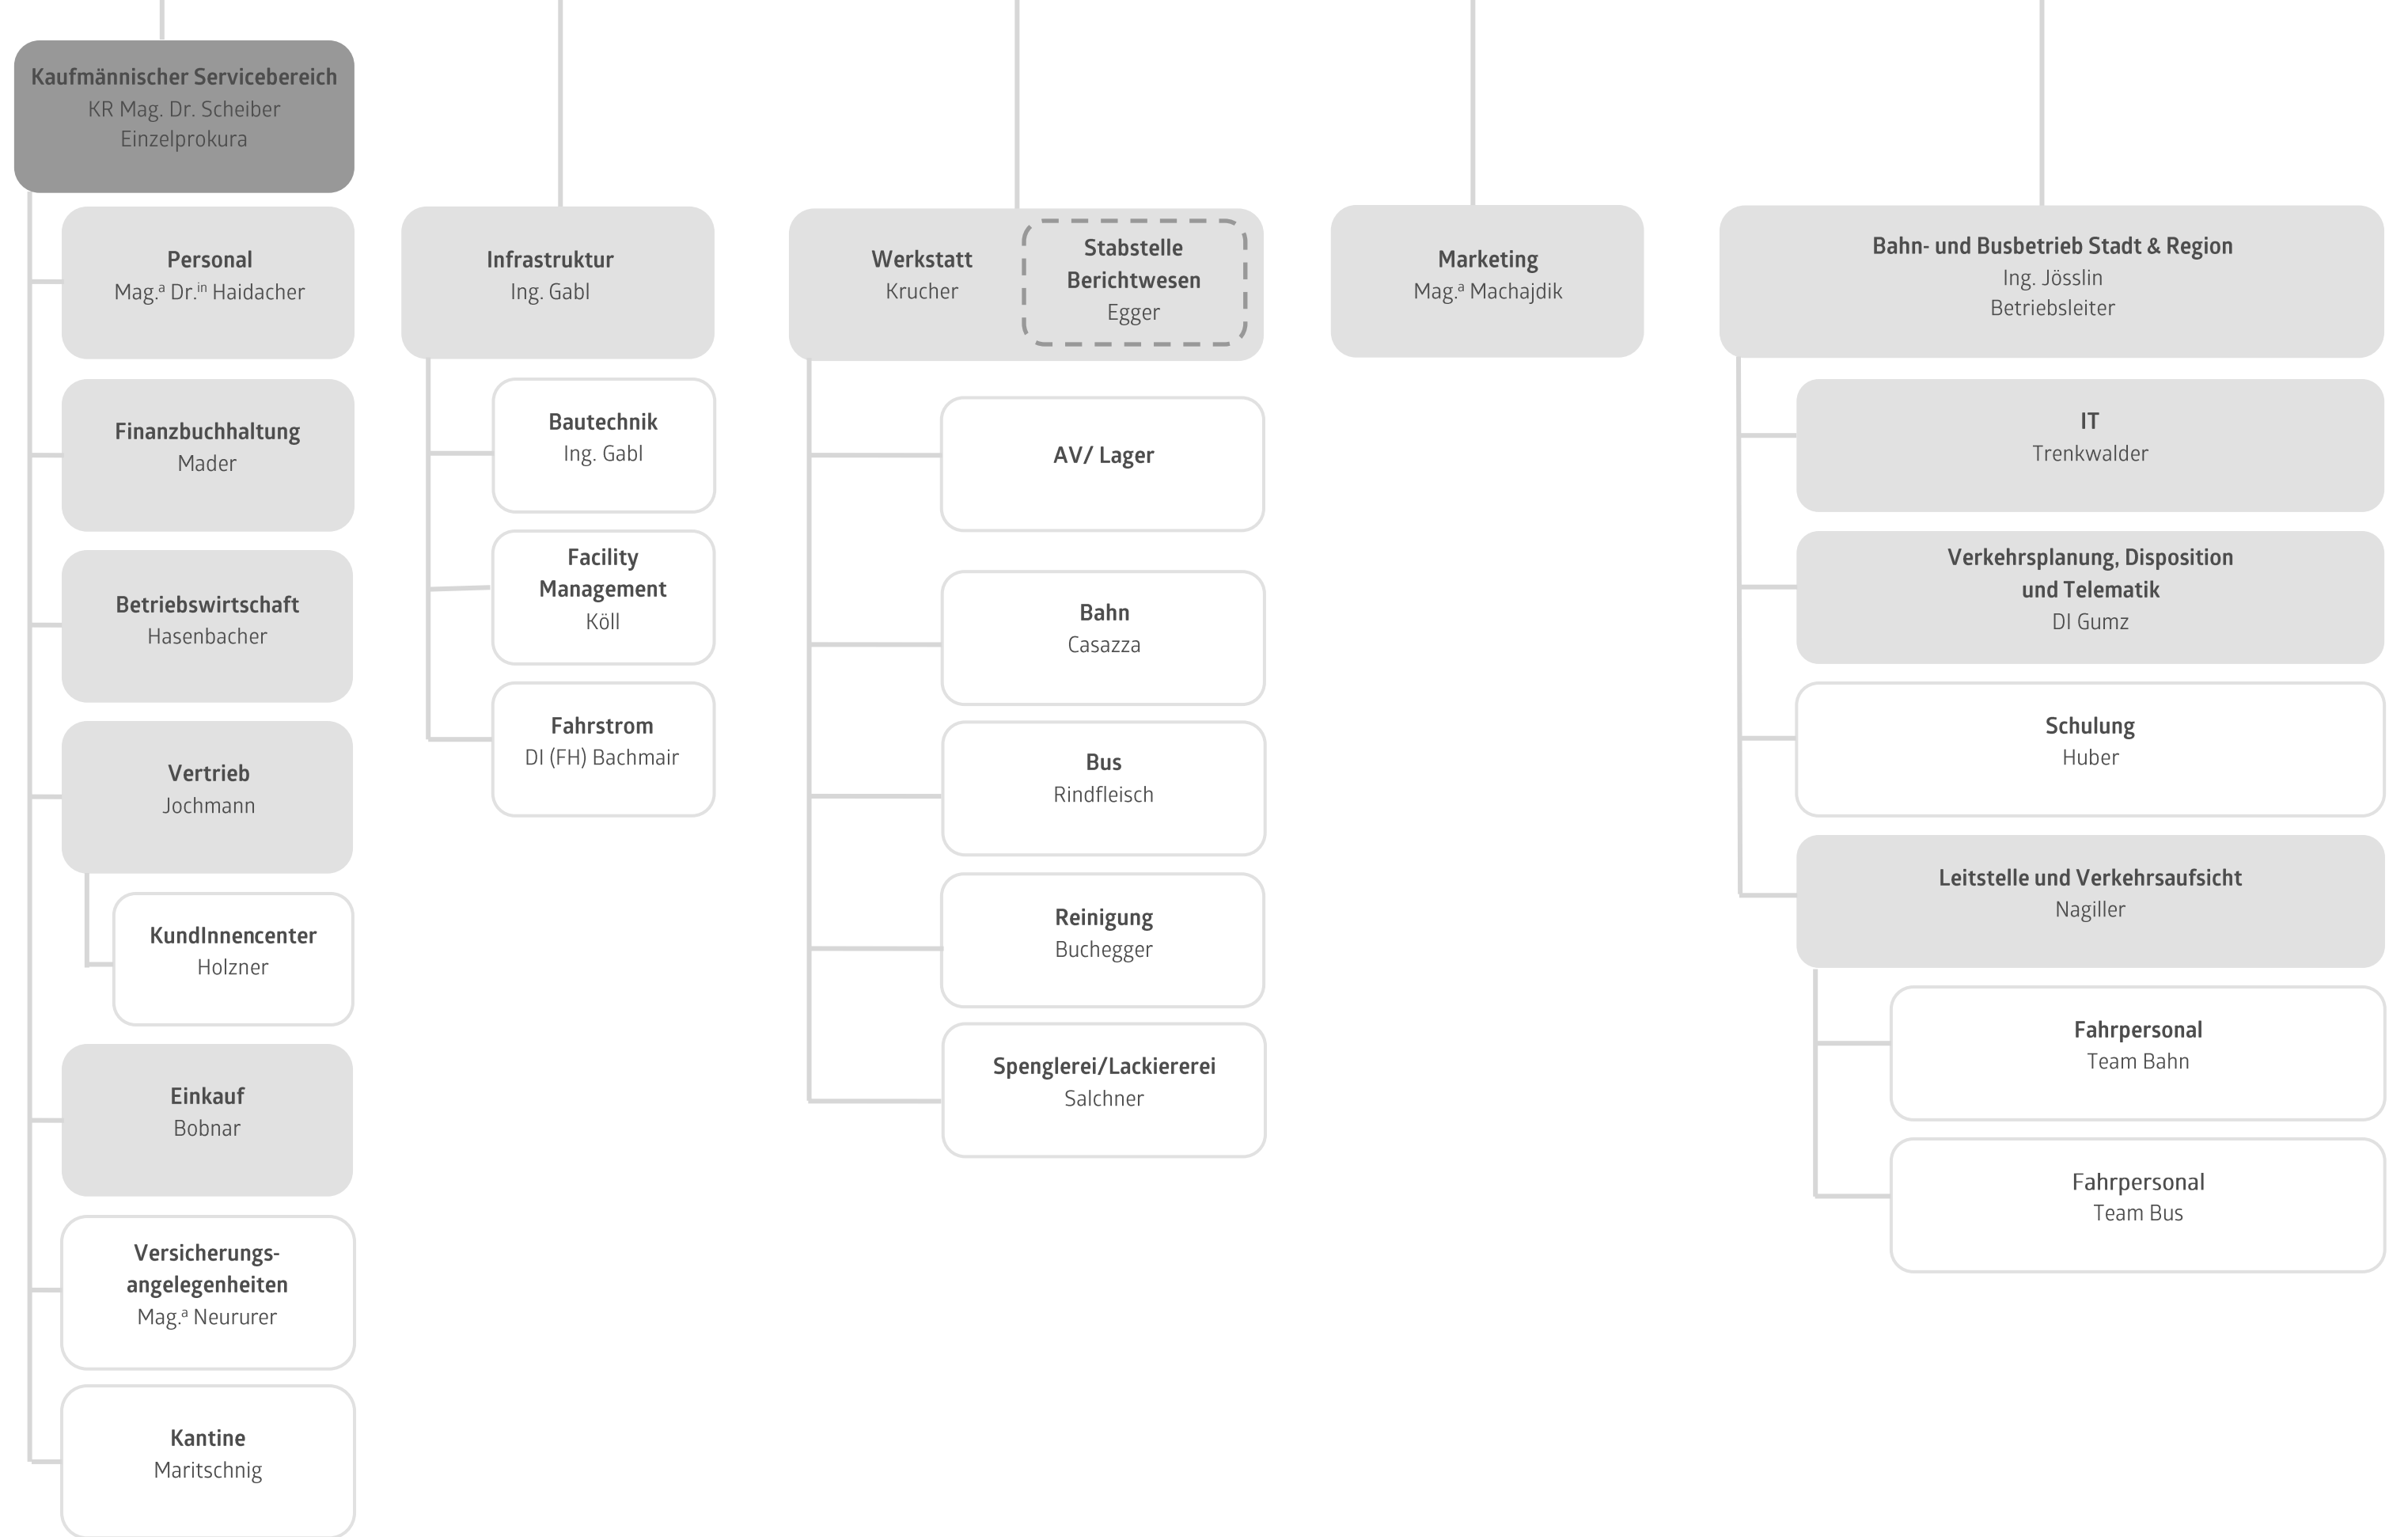 Kaufmännischer Servicebereich
KR Mag. Dr. Scheiber
Einzelprokura
Personal
Mag.ª Dr.ⁱⁿ Haidacher
Finanzbuchhaltung
Mader
Betriebswirtschaft
Hasenbacher
Vertrieb
Jochmann
KundInnencenter
Holzner
Einkauf
Bobnar
Versicherungs-
angelegenheiten
Mag.ª Neururer
Kantine
Maritschnig
Infrastruktur
Ing. Gabl
Bautechnik
Ing. Gabl
Facility
Management
Köll
Fahrstrom
DI (FH) Bachmair
Werkstatt
Krucher
Stabstelle
Berichtwesen
Egger
AV/ Lager
Bahn
Casazza
Bus
Rindfleisch
Reinigung
Buchegger
Spenglerei/Lackiererei
Salchner
Marketing
Mag.ª Machajdik
Bahn- und Busbetrieb Stadt & Region
Ing. Jösslin
Betriebsleiter
IT
Trenkwalder
Verkehrsplanung, Disposition
und Telematik
DI Gumz
Schulung
Huber
Leitstelle und Verkehrsaufsicht
Nagiller
Fahrpersonal
Team Bahn
Fahrpersonal
Team Bus